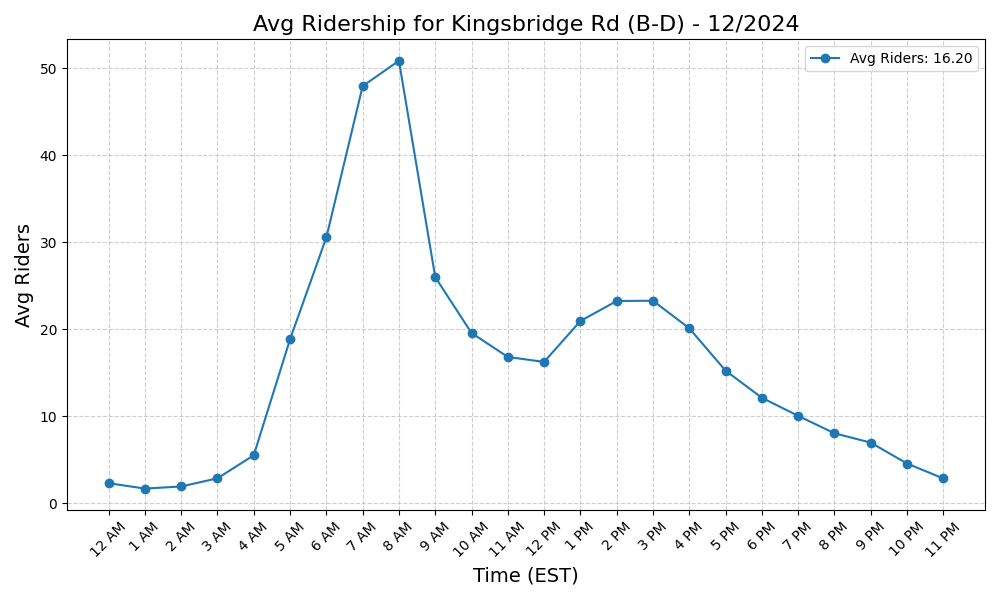 Avg Ridership for Kingsbridge Rd (B-D) - 12/2024
Avg Riders: 16.20
Avg Riders
50
40
30
20
10
0
12 AM
1 AM
2 AM
3 AM
4 AM
5 AM
6 AM
7 AM
8 AM
9 AM
10 AM
11 AM
12 PM
1 PM
2 PM
3 PM
4 PM
5 PM
6 PM
7 PM
8 PM
9 PM
10 PM
11 PM
Time (EST)